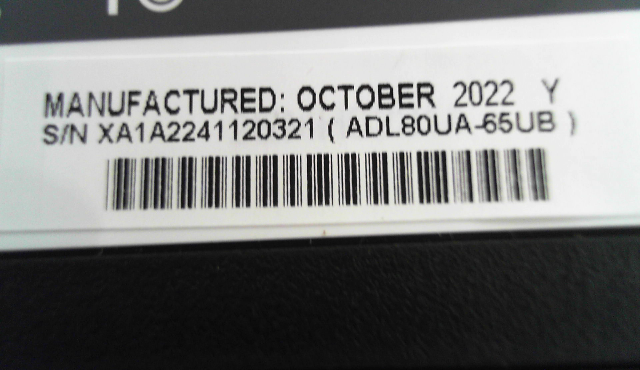 MANUFACTURED: OCTOBER 2022 Y
S/N XA1A2241120321 ( ADL80UA-65UB )